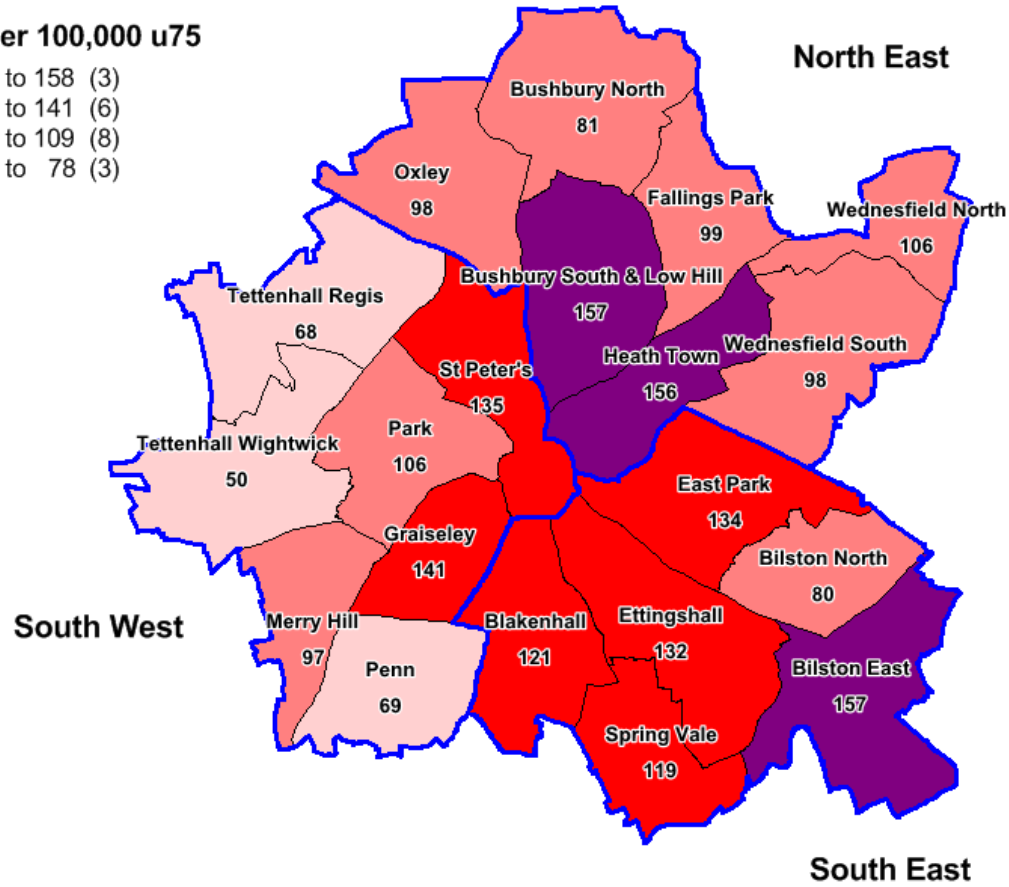 er 100,000 u75
to 158 (3)
to 141 (6)
to 109 (8)
to 78 (3)
North East
Bushbury North
81
Oxley
98
Fallings Park
99
Wednesfield North
106
Bushbury South & Low Hill
157
Tettenhall Regis
68
Heath Town
156
Wednesfield South
98
St Peter's
135
Park
106
Tettenhall Wightwick
50
East Park
134
Graiseley
141
Bilston North
80
South West
Merry Hill
97
Blakenhall
121
Ettingshall
132
Penn
69
Bilston East
157
Spring Vale
119
South East